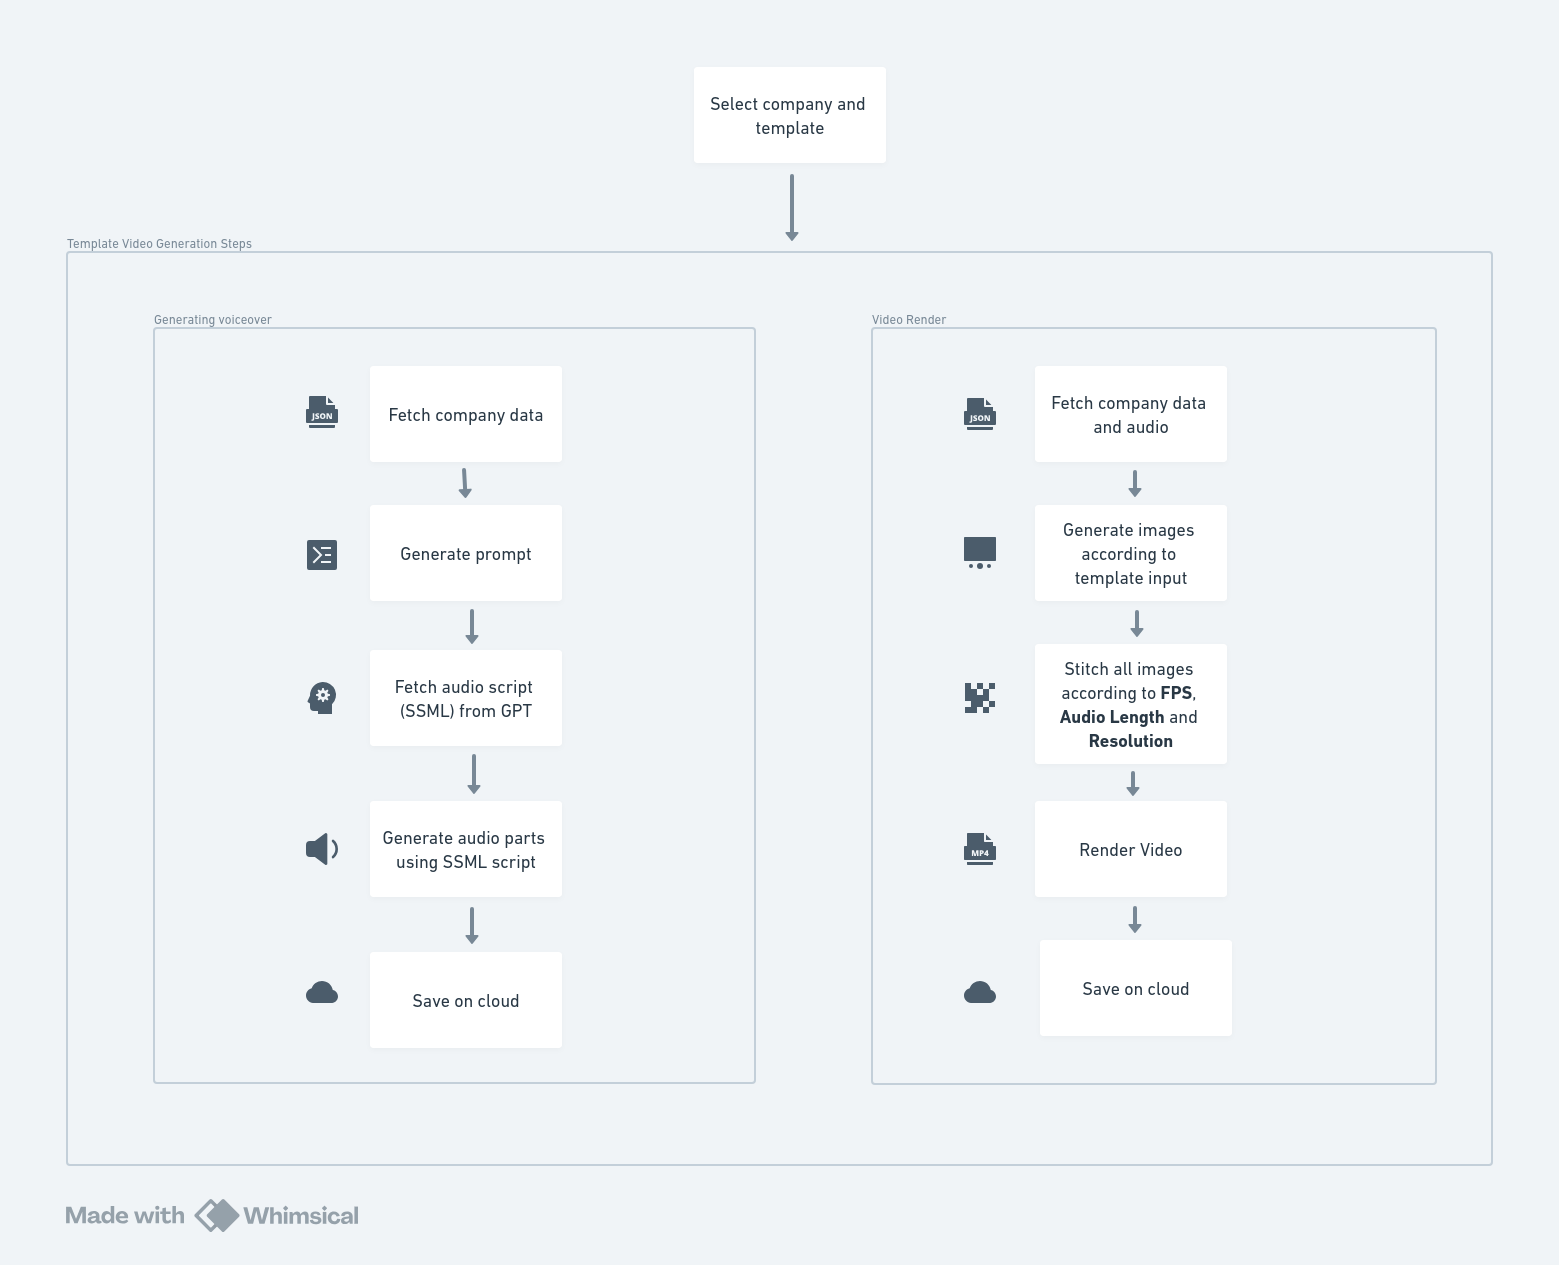 Select company and
template
Template Video Generation Steps
Generating voiceover
JSON
Fetch company data
Generate prompt
Fetch audio script
(SSML) from GPT
Generate audio parts
using SSML script
Save on cloud
Video Render
JSON
Fetch company data
and audio
Generate images
according to
template input
Stitch all images
according to FPS,
Audio Length and
Resolution
MP4
Render Video
Save on cloud
Made with Whimsical